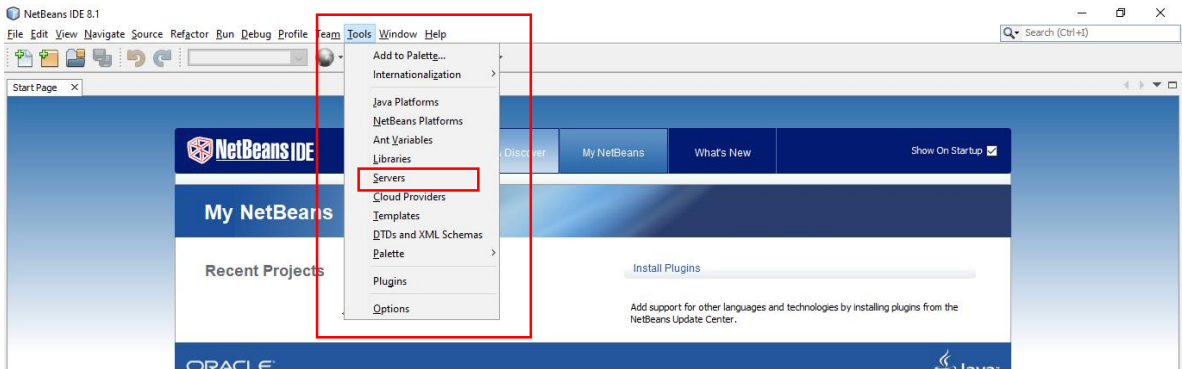 NetBeans IDE 8.1
File Edit View Navigate Source Refactor Run Debug Profile Team Tools Window Help
Search (Ctrl+I)
Add to Palette...
Internationalization
Start Page
Java Platforms
NetBeans Platforms
Ant Variables
Libraries
Servers
Cloud Providers
Templates
DTDs and XML Schemas
Palette
Plugins
Options
NetBeans IDE
Discover
My NetBeans
What's New
Show On Startup
My NetBeans
Recent Projects
Install Plugins
Add support for other languages and technologies by installing plugins from the
NetBeans Update Center.
ORACLE
Java